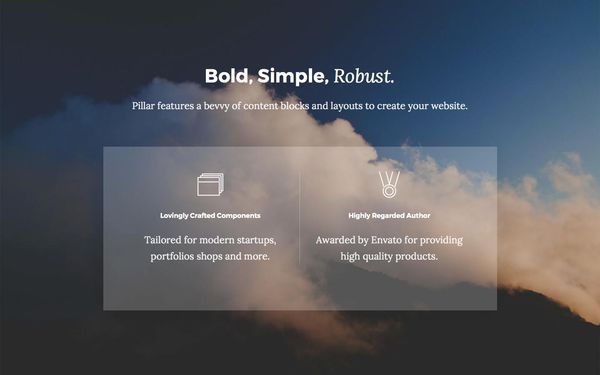 Bold, Simple, Robust.
Pillar features a bevvy of content blocks and layouts to create your website.
Lovingly Crafted Components
Tailored for modern startups,
portfolios shops and more.
Highly Regarded Author
Awarded by Envato for providing
high quality products.